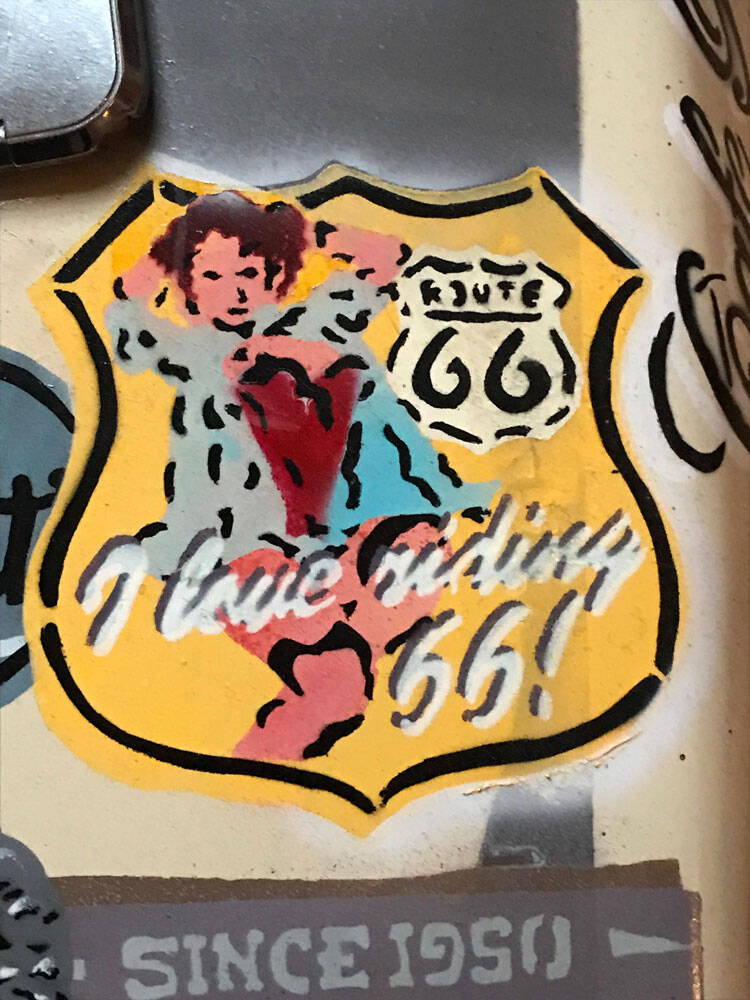 ROUTE
66
I love riding
66!
SINCE 1950